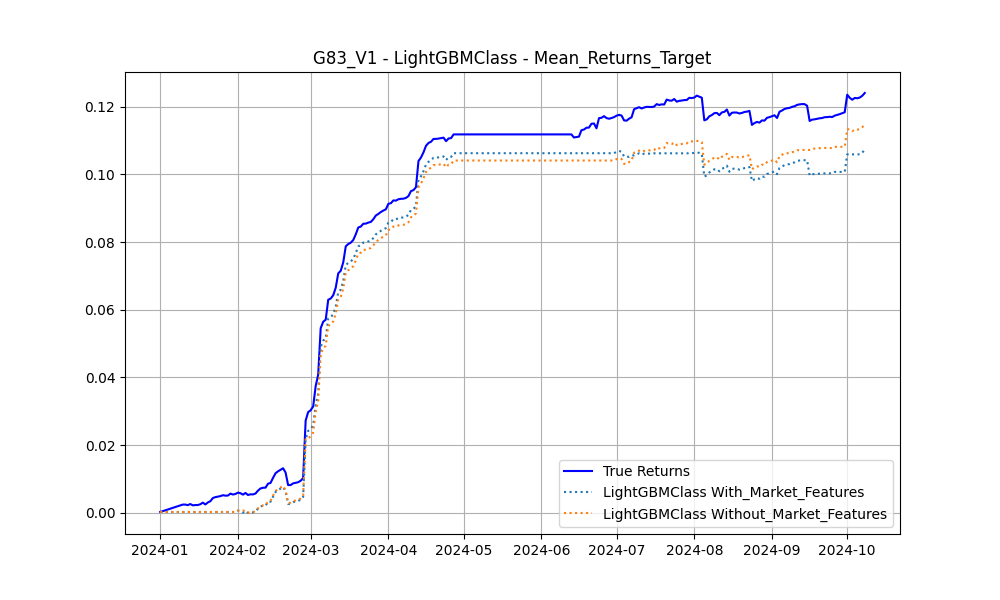 G83_V1 - LightGBMClass - Mean_Returns_Target
0.12
0.10
0.08
0.06
0.04
0.02
0.00
True Returns
LightGBMClass With_Market_Features
LightGBMClass Without_Market_Features
2024-01 2024-02 2024-03 2024-04 2024-05 2024-06 2024-07 2024-08 2024-09 2024-10